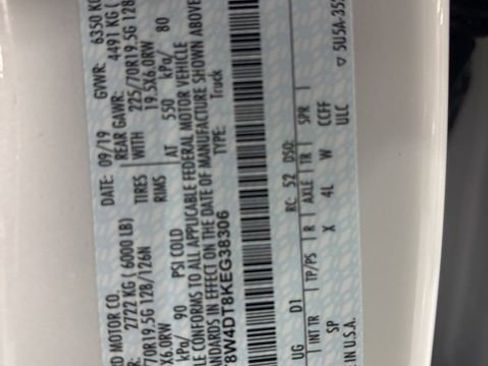 RD MOTOR CO. DATE: 09/19 GVWR: 6350 KG
2722 KG ( 6000 LB) REAR GAWR: 4491 KG (
70R19.5G 128/126N TIRES WITH 225/70R19.5G 128
X6.0RW RIMS 19.5X6.0RW
kPa/ 90 PSI COLD AT 550 kPa/ 80
LE CONFORMS TO ALL APPLICABLE FEDERAL MOTOR VEHICLE
ANDARDS IN EFFECT ON THE DATE OF MANUFACTURE SHOWN ABOVE
8W4DT8KEG38306 TYPE: Truck
RC: 52 DSO:
UG D1
INT TR TP/PS R AXLE TR SPR
SP X 4L W CCFF
IN U.S.A. ULC
▽ 5U5A-35